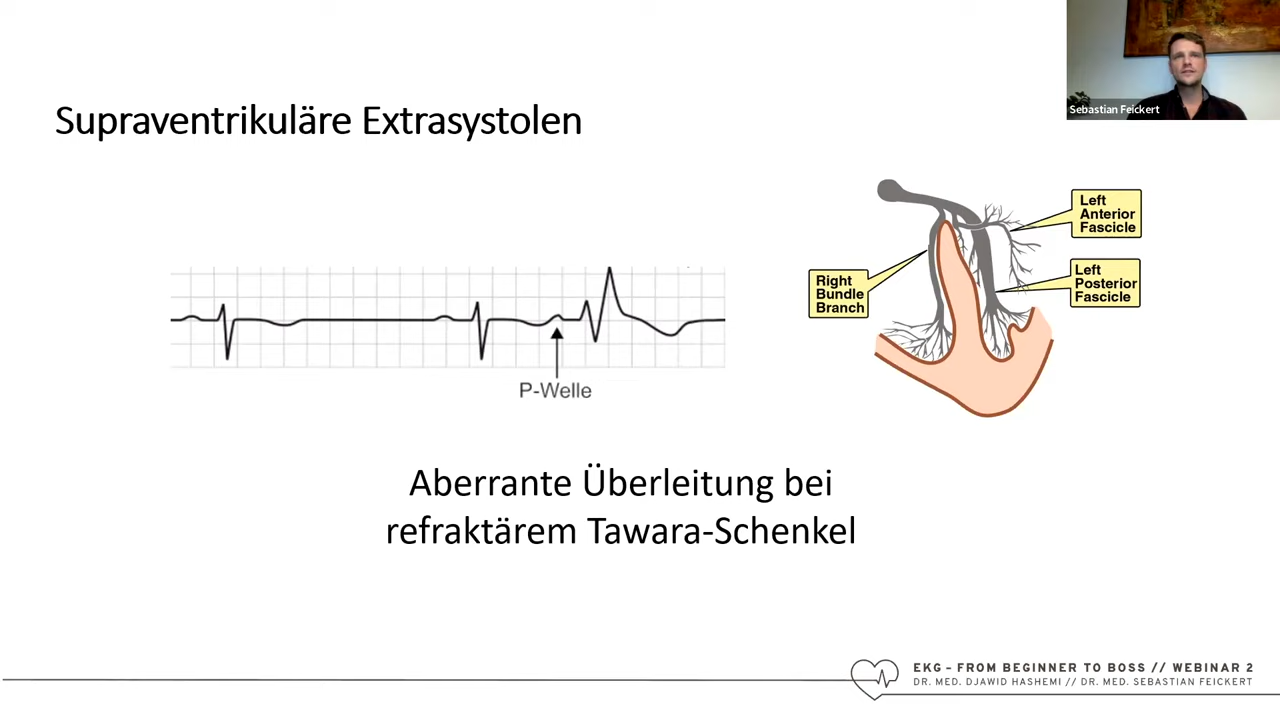 Sebastian Feickert
Supraventrikuläre Extrasystolen
Left
Anterior
Fascicle
Left
Posterior
Fascicle
Right
Bundle
Branch
P-Welle
Aberrante Überleitung bei
refraktärem Tawara-Schenkel
EKG – FROM BEGINNER TO BOSS // WEBINAR 2
DR. MED. DJAWID HASHEMI // DR. MED. SEBASTIAN FEICKERT